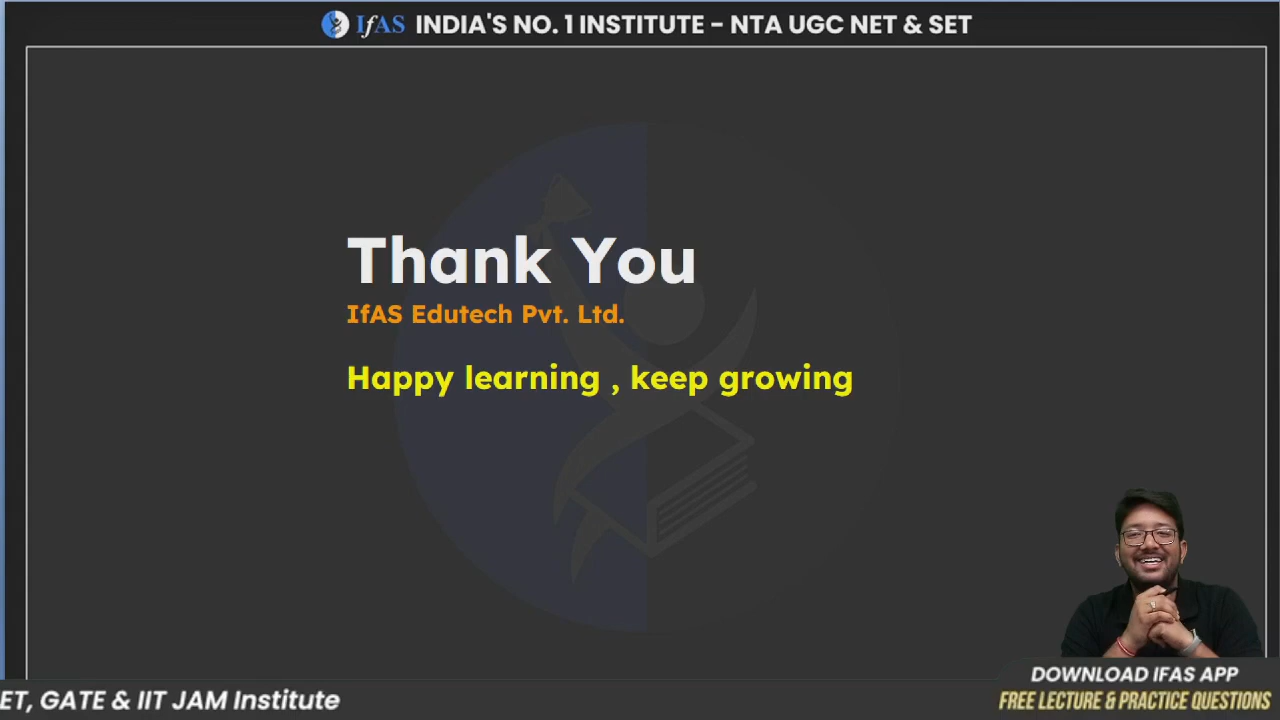 IfAS INDIA'S NO. 1 INSTITUTE - NTA UGC NET & SET
Thank You
IfAS Edutech Pvt. Ltd.
Happy learning , keep growing
DOWNLOAD IFAS APP
ET, GATE & IIT JAM Institute
FREE LECTURE & PRACTICE QUESTIONS